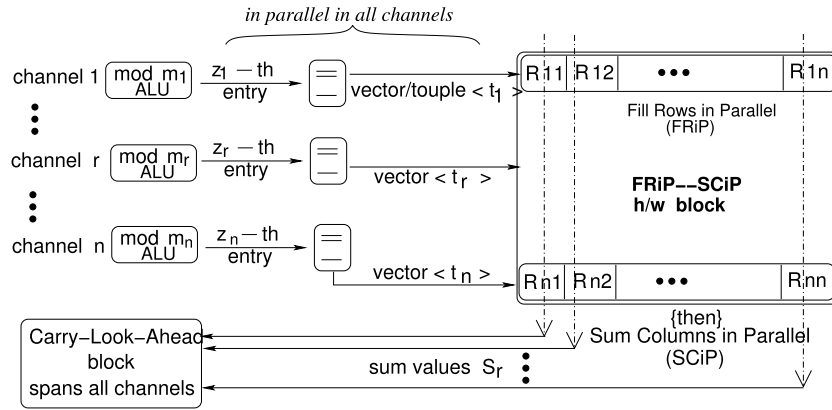 in parallel in all channels
channel 1
mod m1
ALU
z1 – th
entry
vector/touple < t1 >
R11
R12
•••
R1n
Fill Rows in Parallel
(FRiP)
channel r
mod mr
ALU
zr – th
entry
vector < tr >
FRiP––SCiP
h/w block
channel n
mod mn
ALU
zn – th
entry
vector < tn >
Rn1
Rn2
•••
Rnn
{then}
Sum Columns in Parallel
(SCiP)
Carry–Look–Ahead
block
spans all channels
sum values Sr